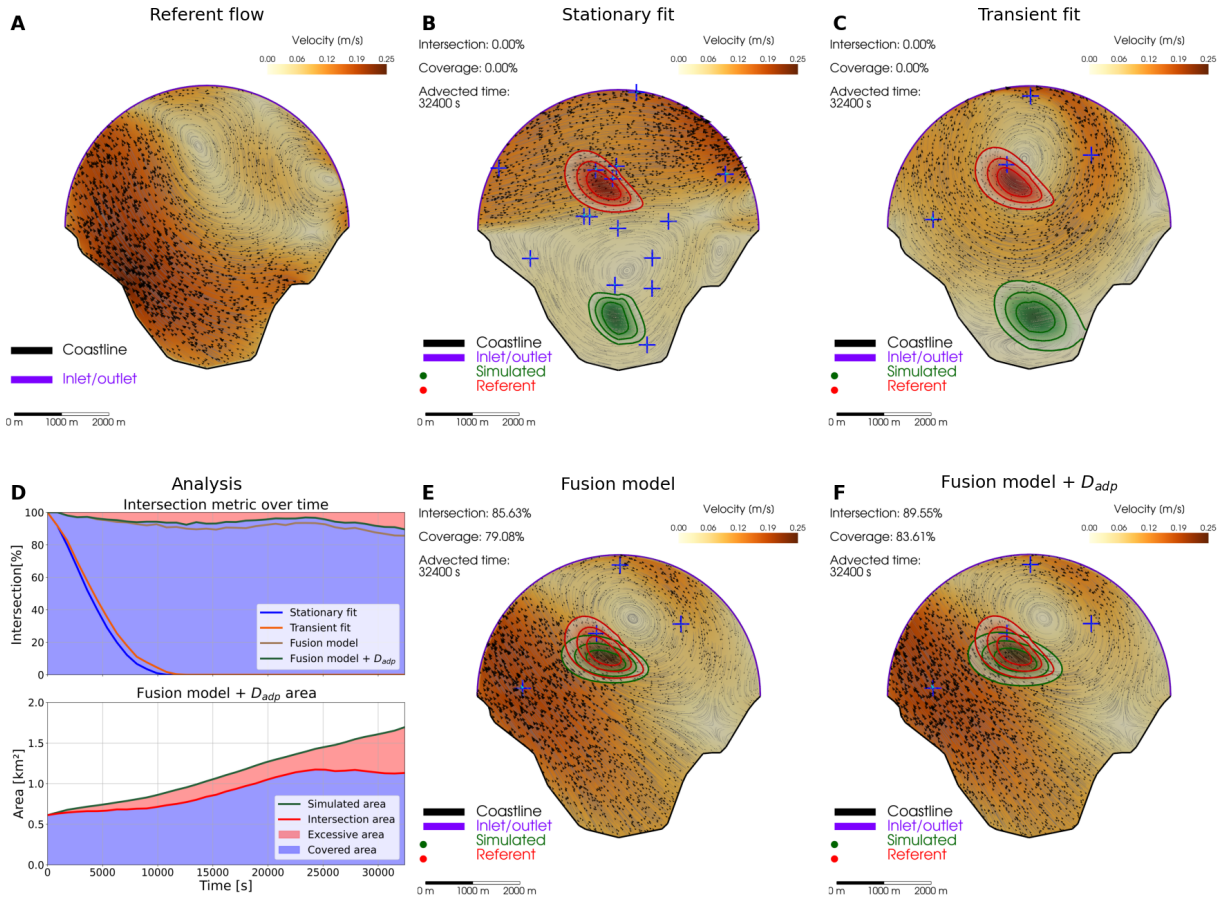 A
Referent flow
Velocity [m/s]
0.00 0.06 0.12 0.19 0.25
Coastline
Inlet/outlet
0 m 1000 m 2000 m
B
Stationary fit
Intersection: 0.00%
Coverage: 0.00%
Advected time:
32400 s
Velocity [m/s]
0.00 0.06 0.12 0.19 0.25
Coastline
Inlet/outlet
Simulated
Referent
0 m 1000 m 2000 m
C
Transient fit
Intersection: 0.00%
Coverage: 0.00%
Advected time:
32400 s
Velocity [m/s]
0.00 0.06 0.12 0.19 0.25
Coastline
Inlet/outlet
Simulated
Referent
0 m 1000 m 2000 m
D
Analysis
Intersection metric over time
Intersection[%]
100
80
60
40
20
0
Stationary fit
Transient fit
Fusion model
Fusion model + D_adp
Fusion model + D_adp area
Area [km²]
2.0
1.5
1.0
0.5
0.0
Simulated area
Intersection area
Excessive area
Covered area
0 5000 10000 15000 20000 25000 30000
Time [s]
E
Fusion model
Intersection: 85.63%
Coverage: 79.08%
Advected time:
32400 s
Velocity [m/s]
0.00 0.06 0.12 0.19 0.25
Coastline
Inlet/outlet
Simulated
Referent
0 m 1000 m 2000 m
F
Fusion model + D_adp
Intersection: 89.55%
Coverage: 83.61%
Advected time:
32400 s
Velocity [m/s]
0.00 0.06 0.12 0.19 0.25
Coastline
Inlet/outlet
Simulated
Referent
0 m 1000 m 2000 m